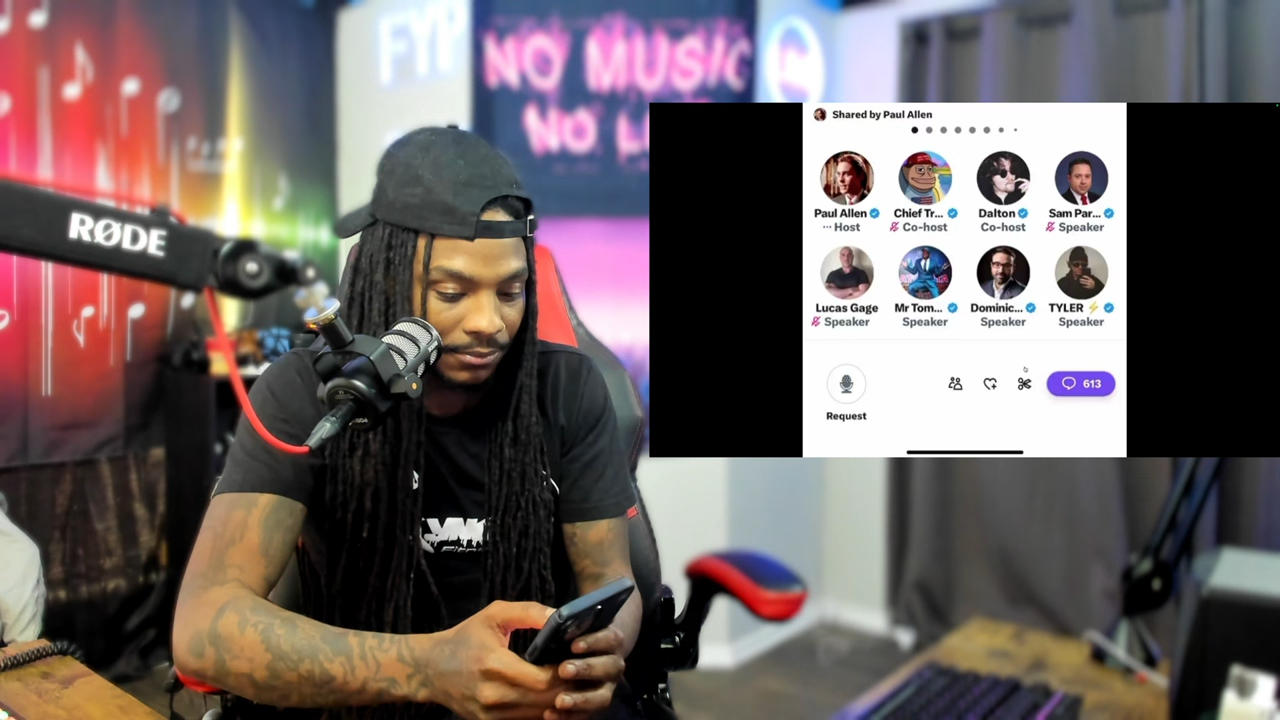 FYP
NO MUSIC
NO
RØDE
Shared by Paul Allen
Paul Allen
Chief Tr...
Dalton
Sam Par...
Host
Co-host
Co-host
Speaker
Lucas Gage
Mr Tom...
Dominic...
TYLER ⚡
Speaker
Speaker
Speaker
Speaker
613
Request